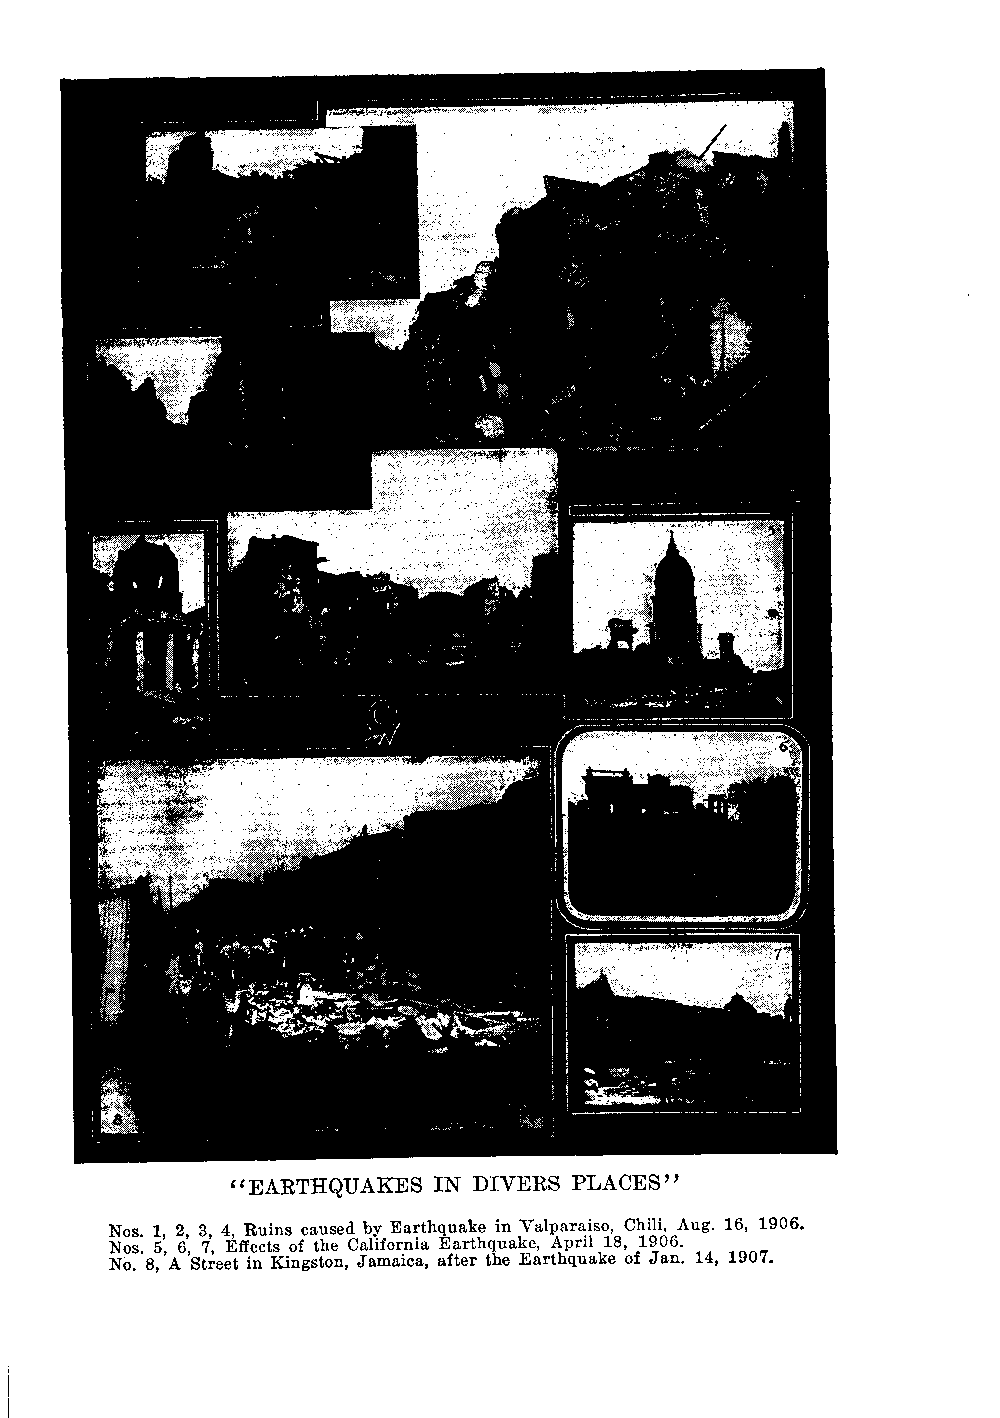 5
6
7
8
“EARTHQUAKES IN DIVERS PLACES”
Nos. 1, 2, 3, 4, Ruins caused by Earthquake in Valparaiso, Chili, Aug. 16, 1906.
Nos. 5, 6, 7, Effects of the California Earthquake, April 18, 1906.
No. 8, A Street in Kingston, Jamaica, after the Earthquake of Jan. 14, 1907.